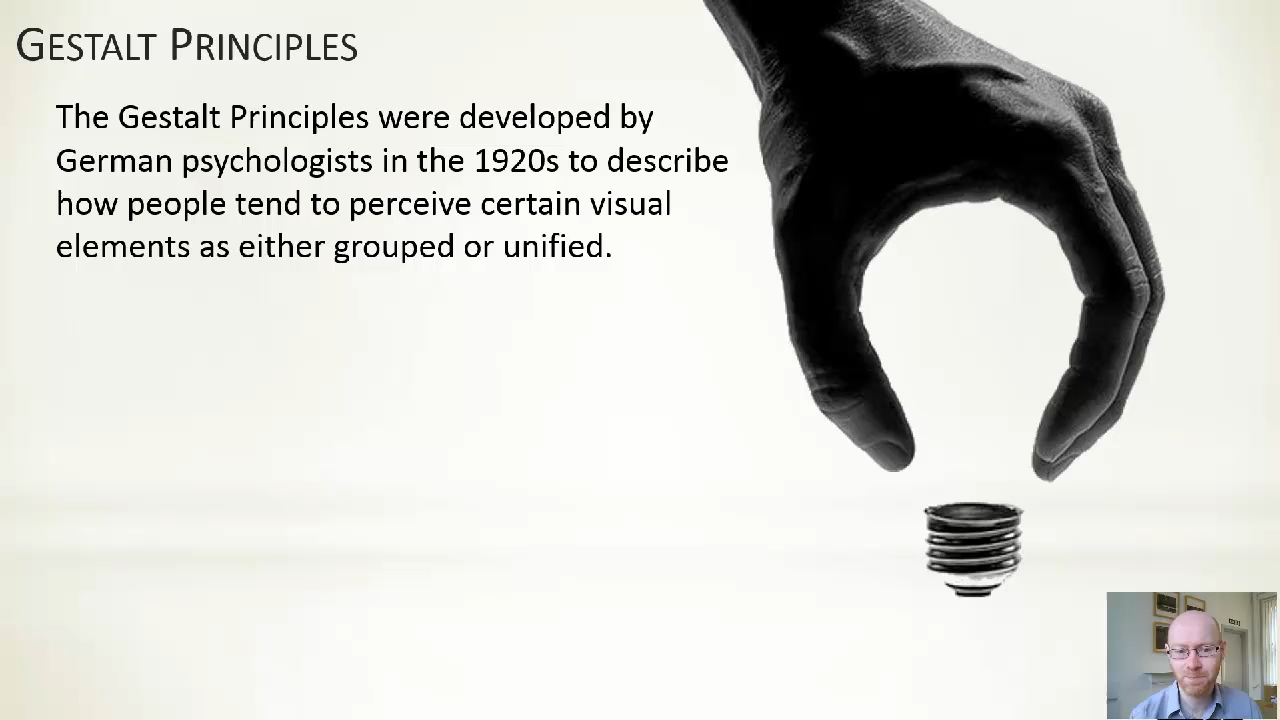 GESTALT PRINCIPLES
The Gestalt Principles were developed by
German psychologists in the 1920s to describe
how people tend to perceive certain visual
elements as either grouped or unified.